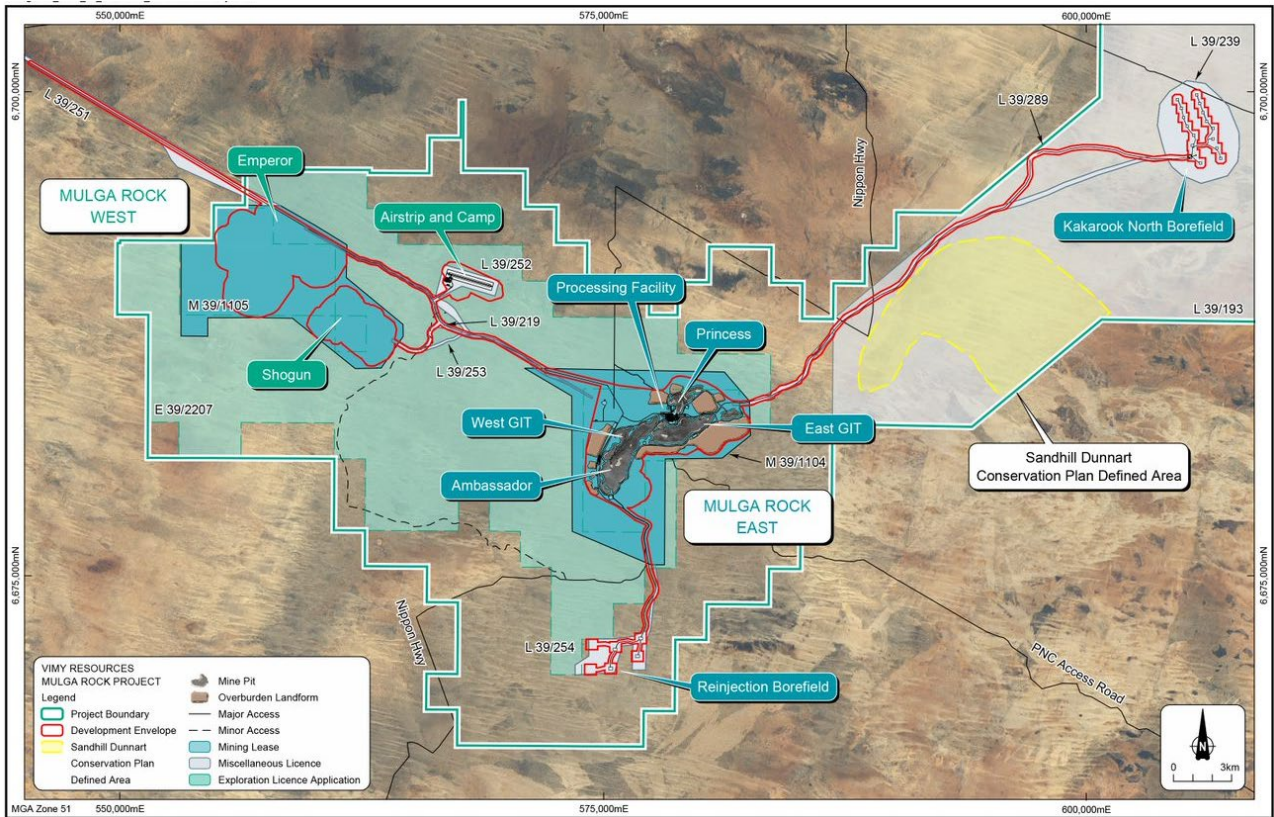 550,000mE
575,000mE
600,000mE
6,700,000mN
6,700,000mN
L 39/239
L 39/251
L 39/289
Nippon Hwy
Emperor
MULGA ROCK
WEST
Airstrip and Camp
Kakarook North Borefield
L 39/252
Processing Facility
M 39/1105
L 39/219
Princess
L 39/193
L 39/253
Shogun
E 39/2207
West GIT
East GIT
M 39/1104
Sandhill Dunnart
Conservation Plan Defined Area
Ambassador
MULGA ROCK
EAST
6,675,000mN
6,675,000mN
Nippon Hwy
L 39/254
PNC Access Road
Reinjection Borefield
VIMY RESOURCES
MULGA ROCK PROJECT
Legend
Project Boundary
Development Envelope
Sandhill Dunnart
Conservation Plan
Defined Area
Mine Pit
Overburden Landform
Major Access
Minor Access
Mining Lease
Miscellaneous Licence
Exploration Licence Application
N
0 3km
MGA Zone 51
550,000mE
575,000mE
600,000mE